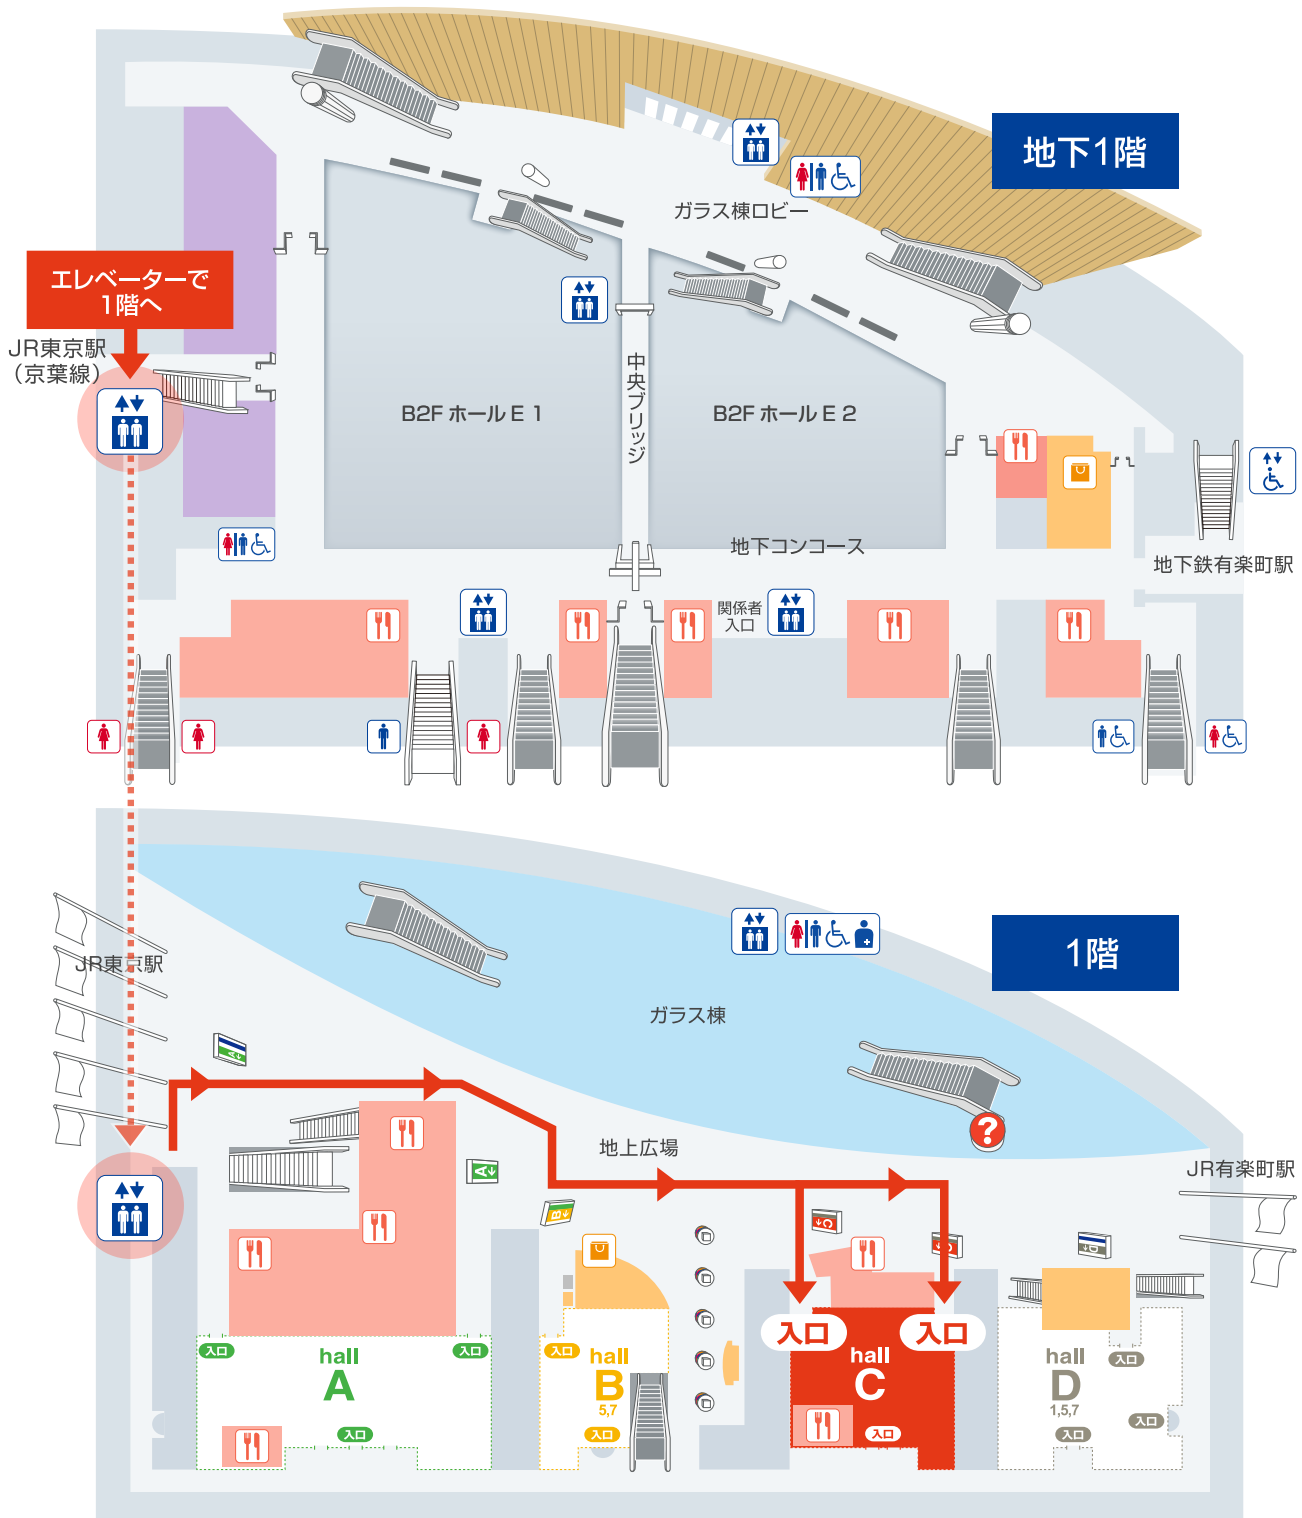 地下1階
ガラス棟ロビー
エレベーターで
1階へ
JR東京駅
(京葉線)
中央ブリッジ
B2F ホール E 1
B2F ホール E 2
地下コンコース
地下鉄有楽町駅
関係者
入口
1階
JR東京駅
ガラス棟
A
地上広場
?
JR有楽町駅
A
B
C
C
D
入口
入口
入口
入口
入口
hall
A
hall
B
5,7
hall
C
hall
D
1,5,7
入口
入口
入口
入口
入口
入口